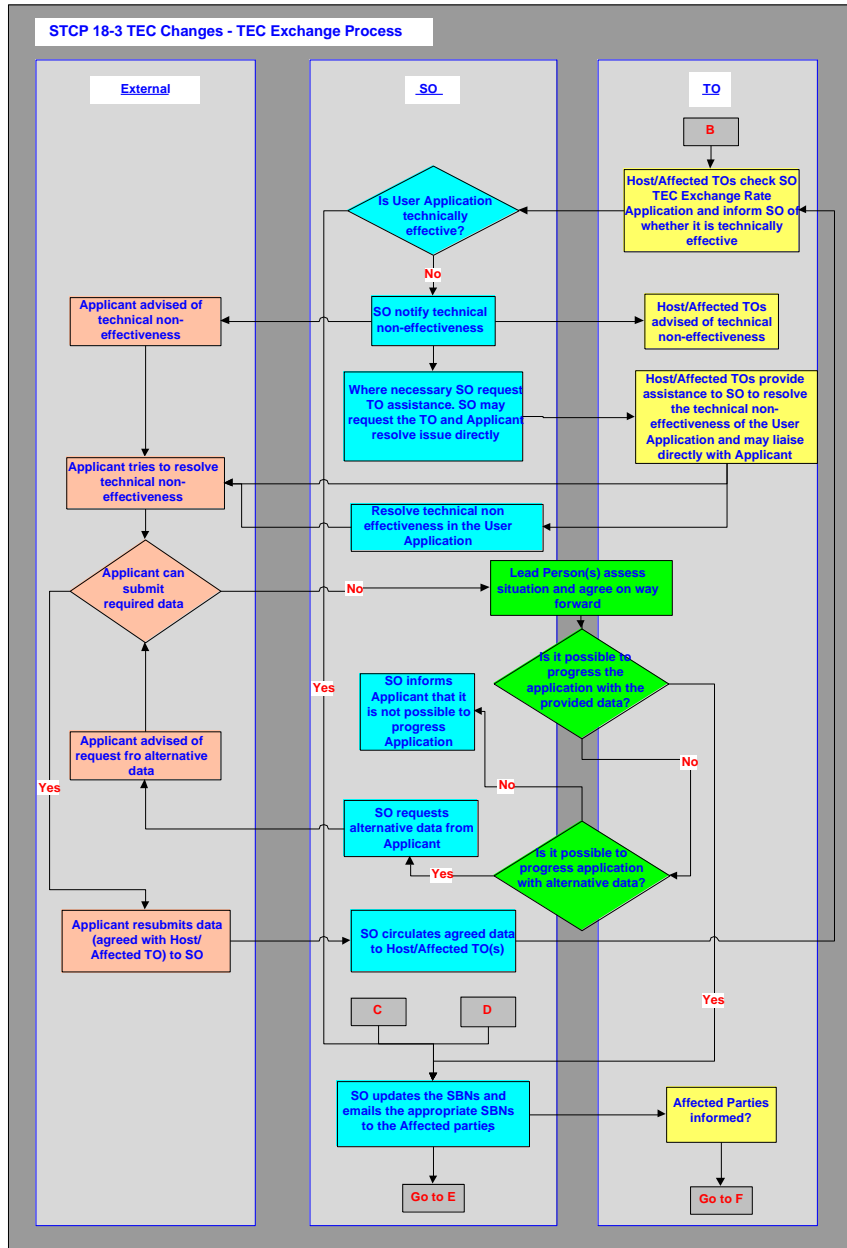 STCP 18-3 TEC Changes - TEC Exchange Process
External
SO
TO
B
Is User Application
technically
effective?
Host/Affected TOs check SO
TEC Exchange Rate
Application and inform SO of
whether it is technically
effective
No
Applicant advised of
technical non-
effectiveness
SO notify technical
non-effectiveness
Host/Affected TOs
advised of technical
non-effectiveness
Where necessary SO request
TO assistance. SO may
request the TO and Applicant
resolve issue directly
Host/Affected TOs provide
assistance to SO to resolve
the technical non-
effectiveness of the User
Application and may liaise
directly with Applicant
Applicant tries to resolve
technical non-
effectiveness
Resolve technical non
effectiveness in the User
Application
Applicant can
submit
required data
No
Lead Person(s) assess
situation and agree on way
forward
Is it possible to
progress the
application with the
provided data?
Yes
SO informs
Applicant that it
is not possible to
progress
Application
Applicant advised of
request fro alternative
data
No
Yes
No
SO requests
alternative data from
Applicant
Is it possible to
progress application
with alternative data?
Yes
Applicant resubmits data
(agreed with Host/
Affected TO) to SO
SO circulates agreed data
to Host/Affected TO(s)
Yes
C
D
SO updates the SBNs and
emails the appropriate SBNs
to the Affected parties
Affected Parties
informed?
Go to E
Go to F